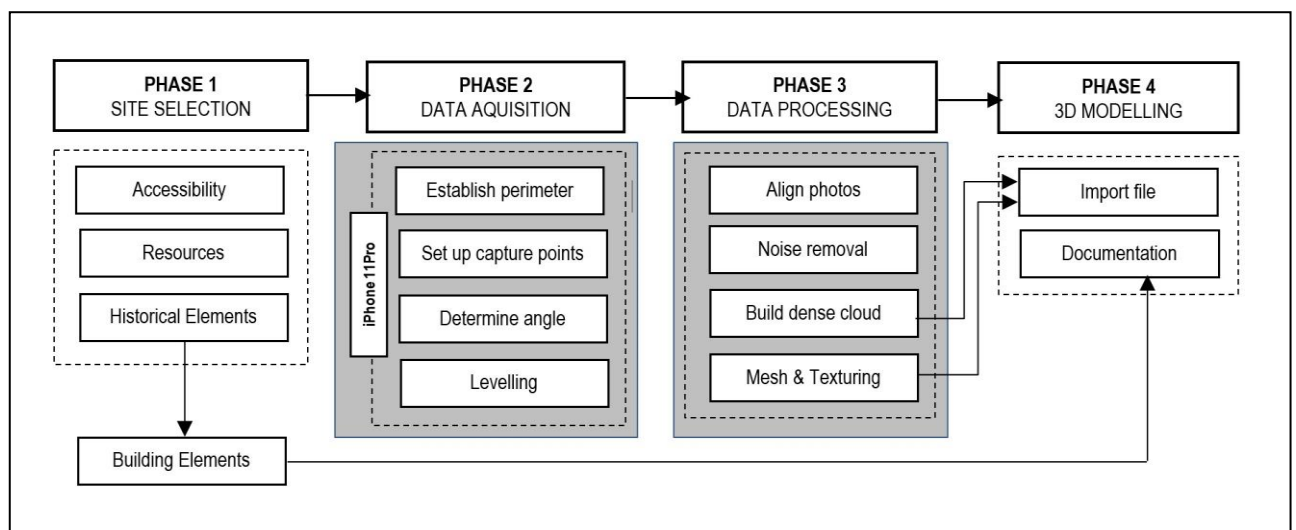 PHASE 1
SITE SELECTION
PHASE 2
DATA AQUISITION
PHASE 3
DATA PROCESSING
PHASE 4
3D MODELLING
Accessibility
Resources
Historical Elements
Building Elements
iPhone 11Pro
Establish perimeter
Set up capture points
Determine angle
Levelling
Align photos
Noise removal
Build dense cloud
Mesh & Texturing
Import file
Documentation